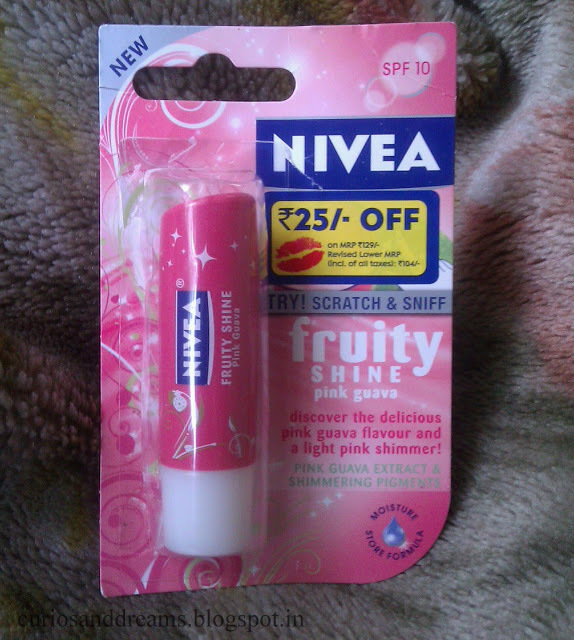 NEW
SPF 10
NIVEA
₹25/- OFF
on MRP ₹129/-
Revised Lower MRP
(incl. of all taxes): ₹104/-
TRY! SCRATCH & SNIFF
fruity
SHINE
pink guava
discover the delicious
pink guava flavour and
a light pink shimmer!
PINK GUAVA EXTRACT &
SHIMMERING PIGMENTS
MOISTURE
STORE FORMULA
NIVEA
FRUITY SHINE
Pink Guava
curiosanddreams.blogspot.in